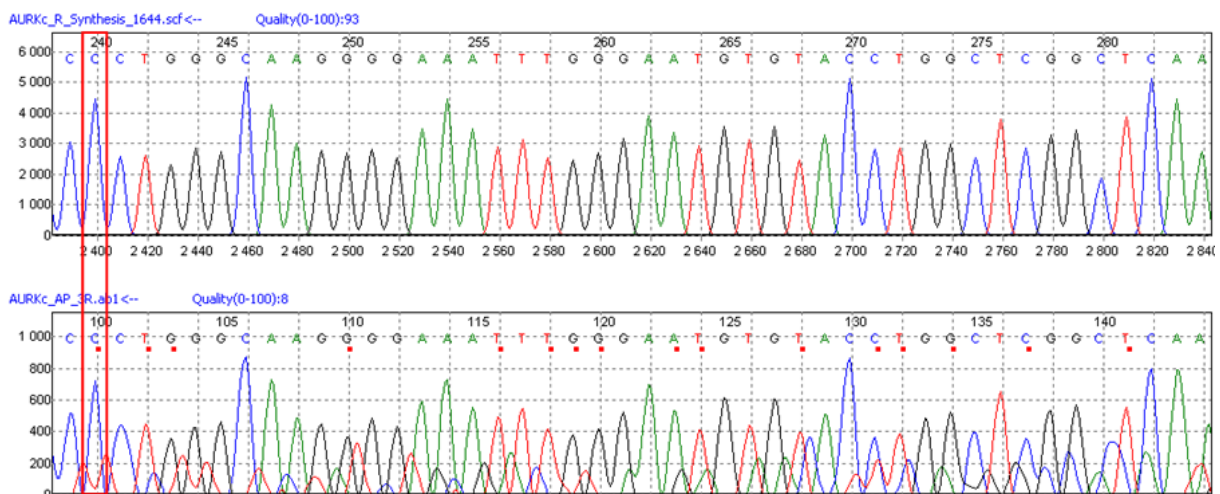 AURKc_R_Synthesis_1644.scf<-- Quality(0-100):93
240 245 250 255 260 265 270 275 280
6 000
C C C T G G G C A A G G G G A A A T T T G G G A A T G T G T A C C T G G C T C G G C T C A A
5 000
4 000
3 000
2 000
1 000
0
2 400 2 420 2 440 2 460 2 480 2 500 2 520 2 540 2 560 2 580 2 600 2 620 2 640 2 660 2 680 2 700 2 720 2 740 2 760 2 780 2 800 2 820 2 840
AURKc_AP_3R.ab1<-- Quality(0-100):8
100 105 110 115 120 125 130 135 140
1 000
C C C T G G G C A A G G G G A A A T T T G G G A A T G T G T A C C T G G C T C G G C T C A A
800
600
400
200
0